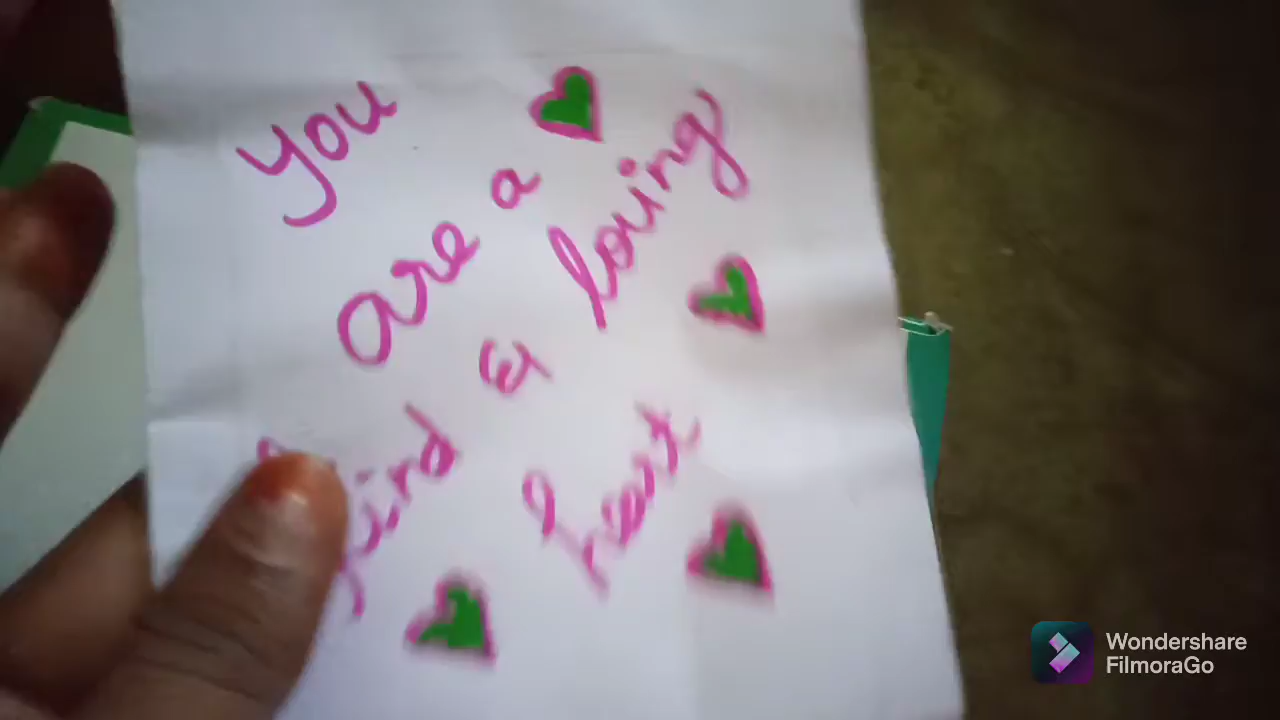 You
are a
kind & loving
heart
Wondershare
FilmoraGo